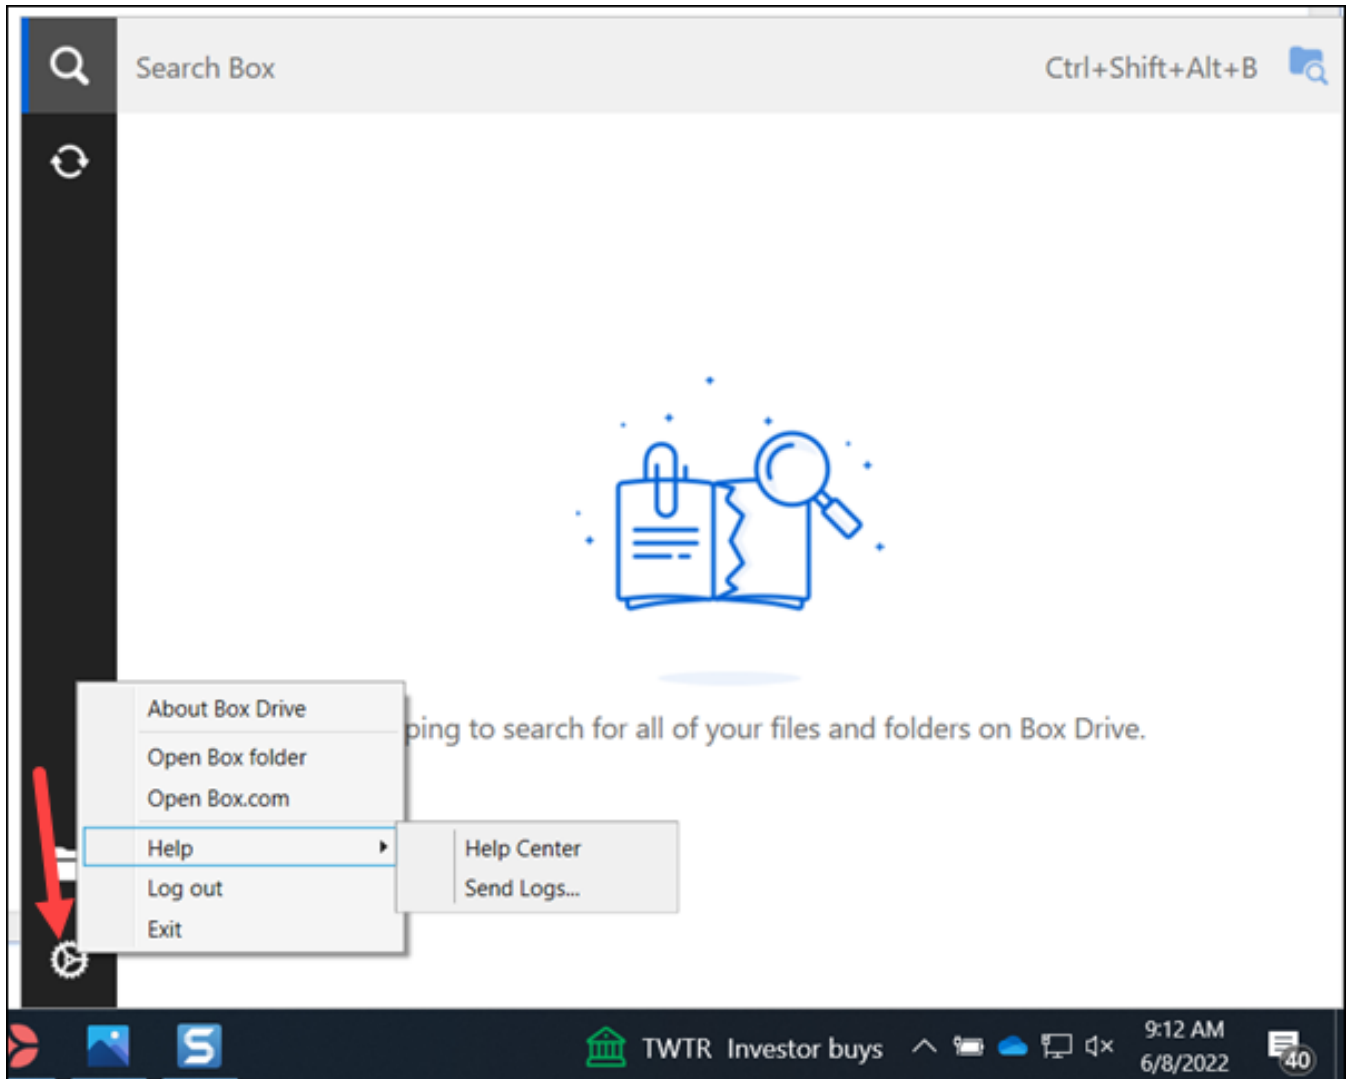 Search Box
Ctrl+Shift+Alt+B
About Box Drive
Open Box folder
Open Box.com
Help
Log out
Exit
Help Center
Send Logs...
ping to search for all of your files and folders on Box Drive.
S
TWTR Investor buys
9:12 AM
6/8/2022
40